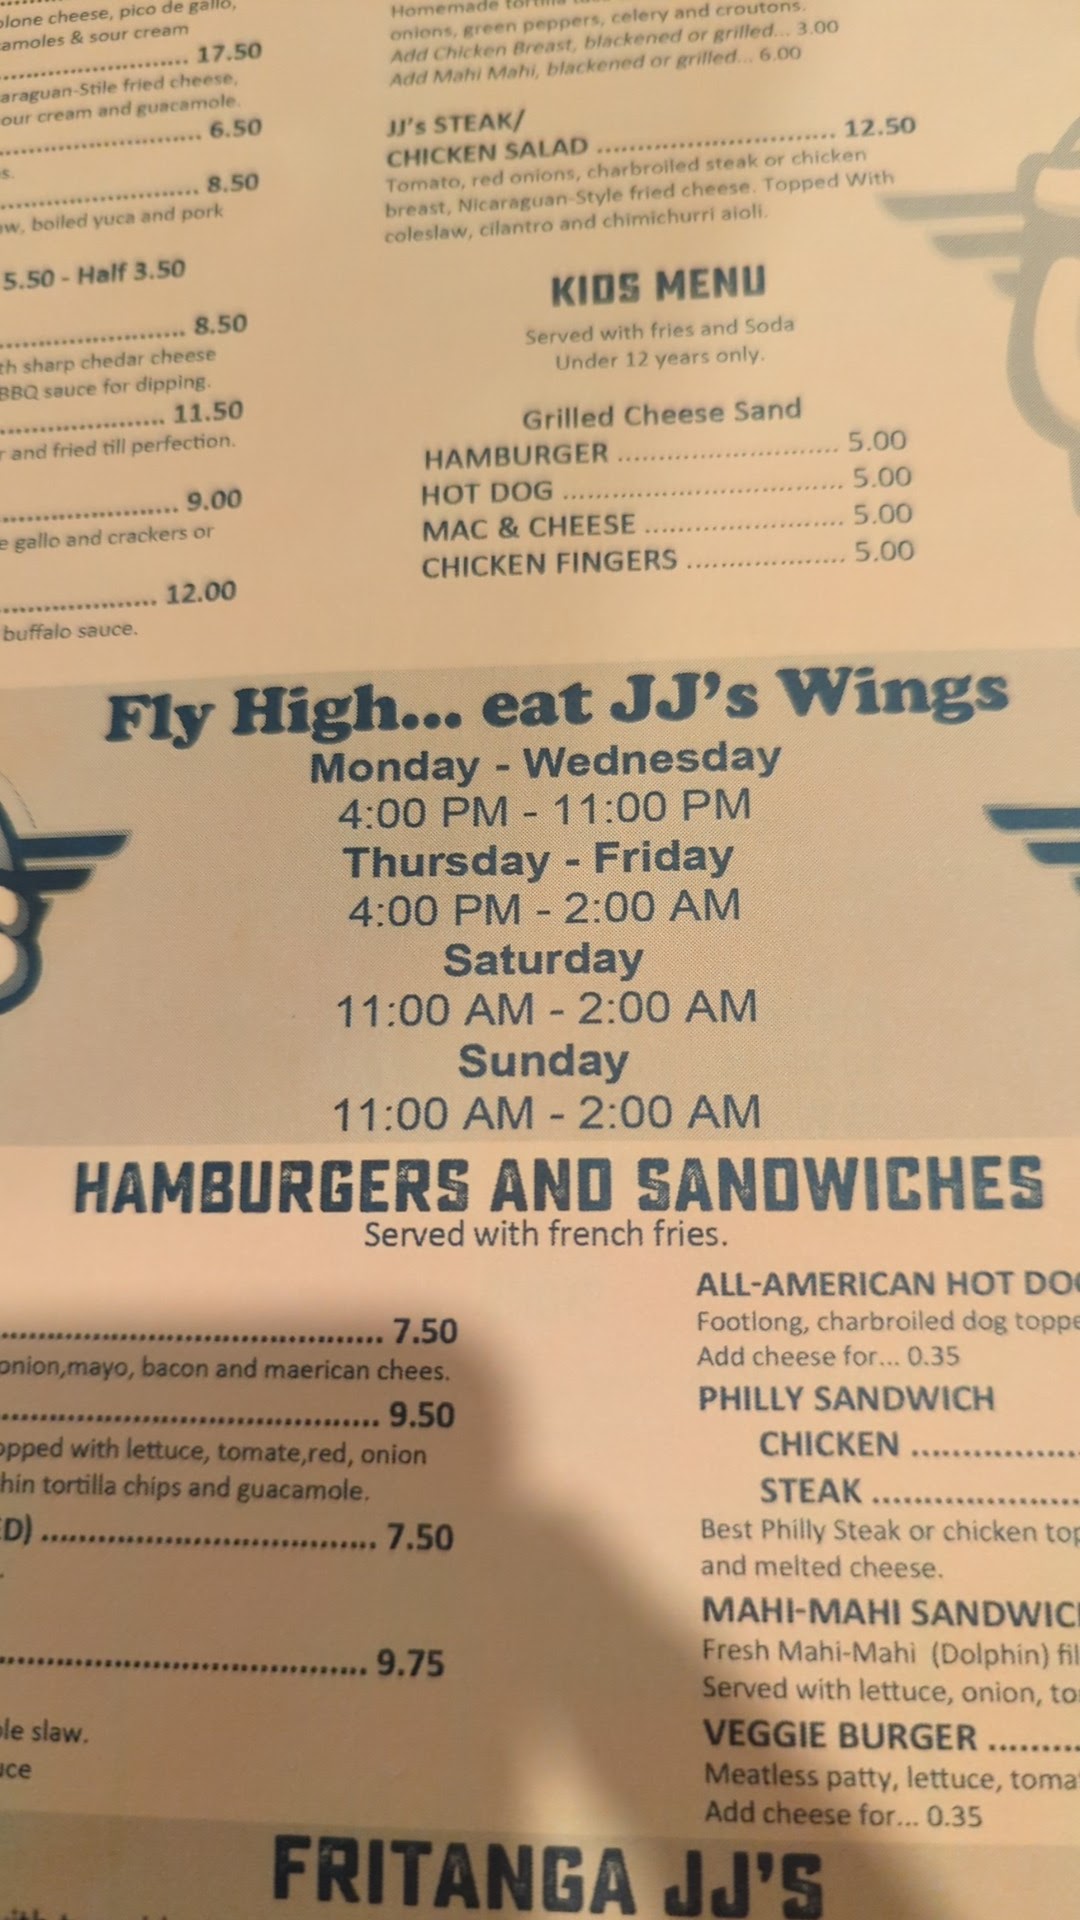 cheese, pico de gallo,
& sour cream
17.50
fried cheese,
our cream and guacamole.
6.50
s.
8.50
boiled yuca and pork
5.50 - Half 3.50
8.50
th sharp chedar cheese
BBQ sauce for dipping.
11.50
and fried till perfection.
9.00
e gallo and crackers or
12.00
buffalo sauce.
Homemade
onions, green peppers, celery and croutons.
Add Chicken Breast, blackened or grilled... 3.00
Add Mahi Mahi, blackened or grilled... 6.00
JJ's STEAK/
CHICKEN SALAD ........................... 12.50
Tomato, red onions, charbroiled steak or chicken
breast, Nicaraguan-Style fried cheese. Topped With
coleslaw, cilantro and chimichurri aioli.
KIDS MENU
Served with fries and Soda
Under 12 years only.
Grilled Cheese Sand
HAMBURGER ........................... 5.00
HOT DOG ................................... 5.00
MAC & CHEESE ........................ 5.00
CHICKEN FINGERS ................... 5.00
Fly High... eat JJ's Wings
Monday - Wednesday
4:00 PM - 11:00 PM
Thursday - Friday
4:00 PM - 2:00 AM
Saturday
11:00 AM - 2:00 AM
Sunday
11:00 AM - 2:00 AM
HAMBURGERS AND SANDWICHES
Served with french fries.
7.50
onion,mayo, bacon and maerican chees.
9.50
opped with lettuce, tomate,red, onion
hin tortilla chips and guacamole.
ED) .................................. 7.50
9.75
ole slaw.
uce
ALL-AMERICAN HOT DO
Footlong, charbroiled dog toppe
Add cheese for... 0.35
PHILLY SANDWICH
CHICKEN ..................
STEAK ......................
Best Philly Steak or chicken top
and melted cheese.
MAHI-MAHI SANDWIC
Fresh Mahi-Mahi (Dolphin) fil
Served with lettuce, onion, to
VEGGIE BURGER .........
Meatless patty, lettuce, toma
Add cheese for... 0.35
FRITANGA JJ'S